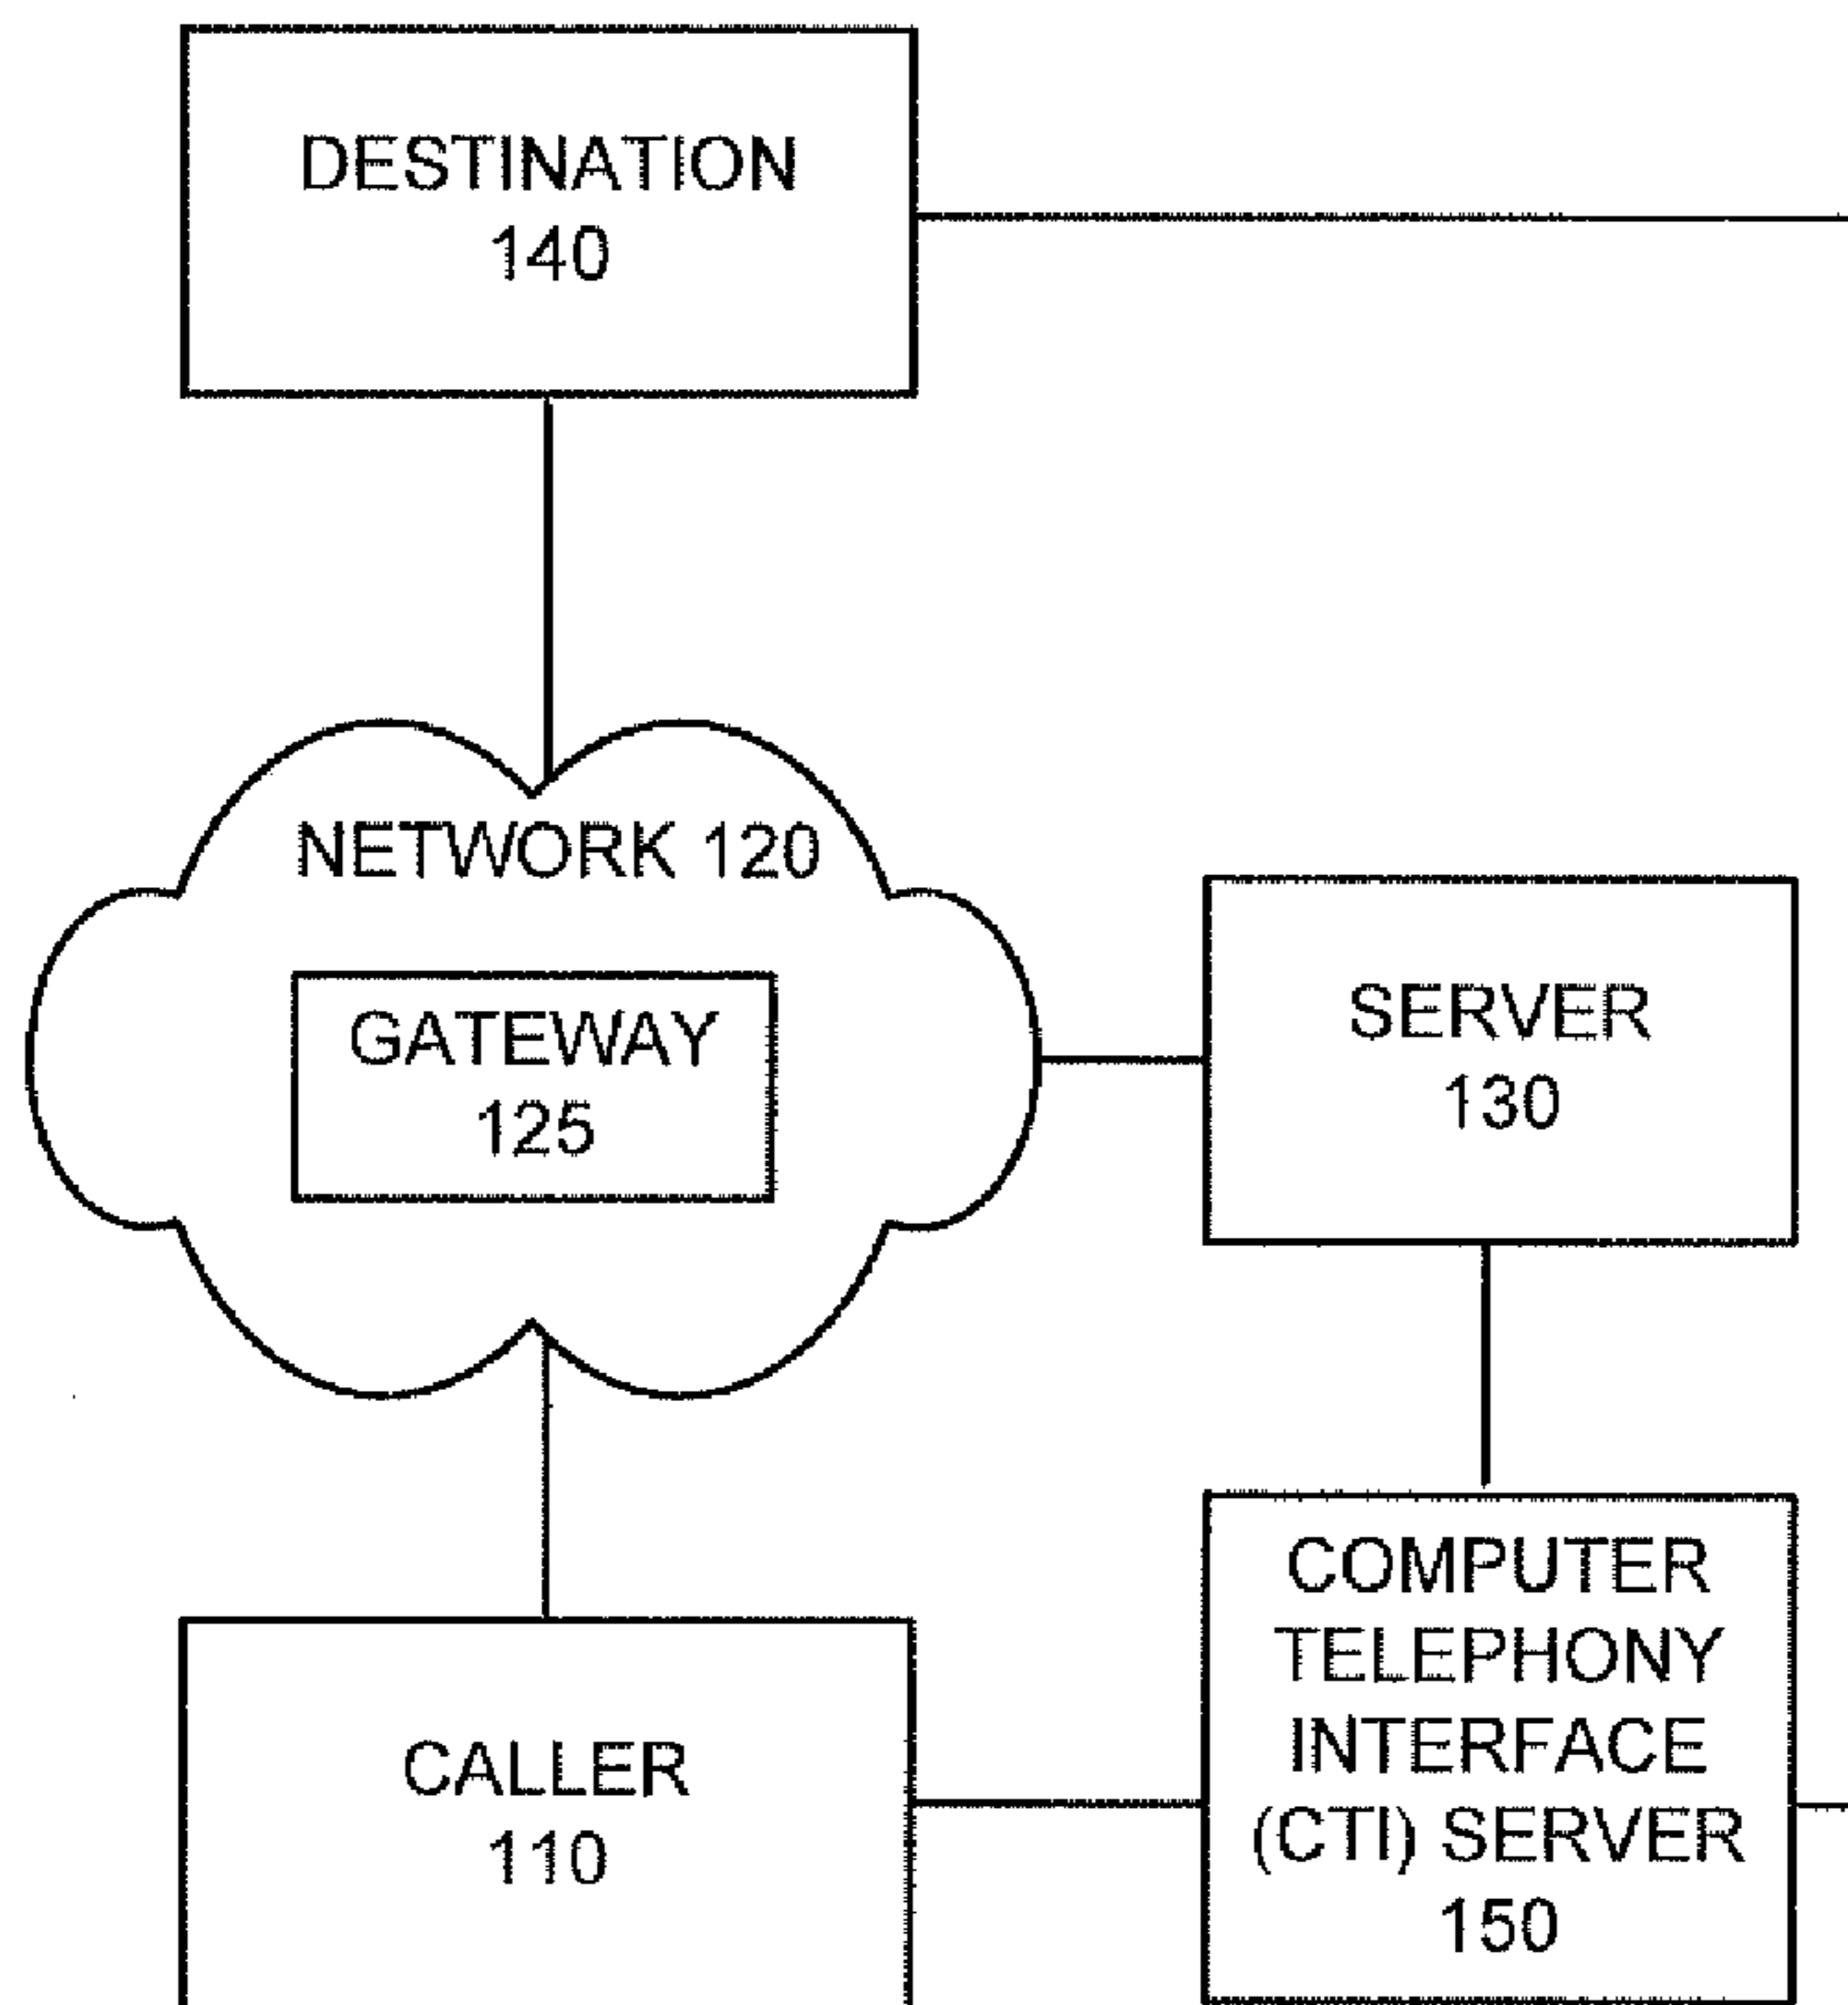 DESTINATION
140
NETWORK 120
GATEWAY
125
SERVER
130
CALLER
110
COMPUTER
TELEPHONY
INTERFACE
(CTI) SERVER
150